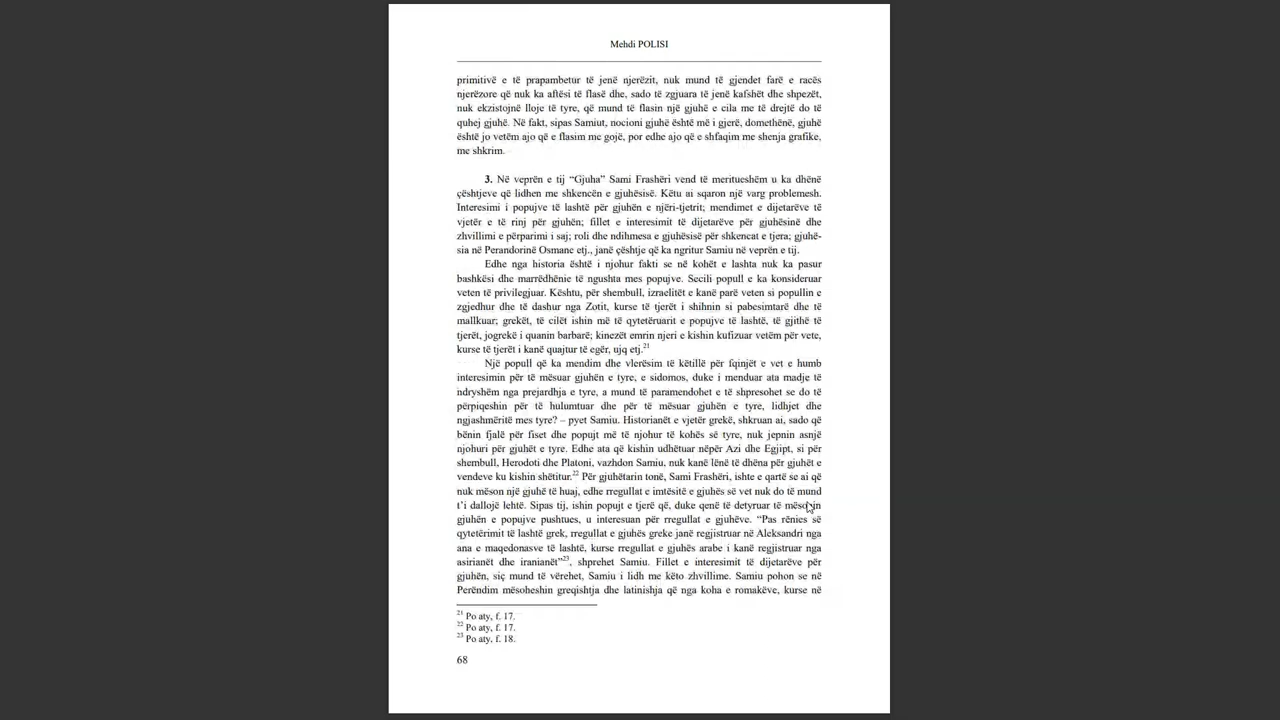 Mehdi POLISI
primitivë e të prapambetur të jenë njerëzit, nuk mund të gjendet farë e racës
njerëzore që nuk ka aftësi të flasë dhe, sado të zgjuara të jenë kafshët dhe shpezët,
nuk ekzistojnë lloje të tyre, që mund të flasin një gjuhë e cila me të drejtë do të
quhej gjuhë. Në fakt, sipas Samiut, nocioni gjuhë është më i gjerë, domethënë, gjuhë
është jo vetëm ajo që e flasim me gojë, por edhe ajo që e shfaqim me shenja grafike,
me shkrim.
3. Në veprën e tij “Gjuha” Sami Frashëri vend të meritueshëm u ka dhënë
çështjeve që lidhen me shkencën e gjuhësisë. Këtu ai sqaron një varg problemesh.
Interesimi i popujve të lashtë për gjuhën e njëri-tjetrit; mendimet e dijetarëve të
vjetër e të rinj për gjuhën; fillet e interesimit të dijetarëve për gjuhësinë dhe
zhvillimi e përparimi i saj; roli dhe ndihmesa e gjuhësisë për shkencat e tjera; gjuhë-
sia në Perandorinë Osmane etj., janë çështje që ka ngritur Samiu në veprën e tij.
Edhe nga historia është i njohur fakti se në kohët e lashta nuk ka pasur
bashkësi dhe marrëdhënie të ngushta mes popujve. Secili popull e ka konsideruar
veten të privilegjuar. Kështu, për shembull, izraelitët e kanë parë veten si popullin e
zgjedhur dhe të dashur nga Zotit, kurse të tjerët i shihnin si pabesimtarë dhe të
mallkuar; grekët, të cilët ishin më të qytetëruarit e popujve të lashtë, të gjithë të
tjerët, jogrekë i quanin barbarë; kinezët emrin njeri e kishin kufizuar vetëm për vete,
kurse të tjerët i kanë quajtur të egër, ujq etj.21
Një popull që ka mendim dhe vlerësim të këtillë për fqinjët e vet e humb
interesimin për të mësuar gjuhën e tyre, e sidomos, duke i menduar ata madje të
ndryshëm nga prejardhja e tyre, a mund të paramendohet e të shpresohet se do të
përpiqeshin për të hulumtuar dhe për të mësuar gjuhën e tyre, lidhjet dhe
ngjashmëritë mes tyre? – pyet Samiu. Historianët e vjetër grekë, shkruan ai, sado që
bënin fjalë për fiset dhe popujt më të njohur të kohës së tyre, nuk jepnin asnjë
njohuri për gjuhët e tyre. Edhe ata që kishin udhëtuar nëpër Azi dhe Egjipt, si për
shembull, Herodoti dhe Platoni, vazhdon Samiu, nuk kanë lënë të dhëna për gjuhët e
vendeve ku kishin shëtitur.22 Për gjuhëtarin tonë, Sami Frashëri, ishte e qartë se ai që
nuk mëson një gjuhë të huaj, edhe rregullat e imtësitë e gjuhës së vet nuk do të mund
t’i dallojë lehtë. Sipas tij, ishin popujt e tjerë që, duke qenë të detyruar të mësojnin
gjuhën e popujve pushtues, u interesuan për rregullat e gjuhëve. “Pas rënies së
qytetërimit të lashtë grek, rregullat e gjuhës greke janë regjistruar në Aleksandri nga
ana e maqedonasve të lashtë, kurse rregullat e gjuhës arabe i kanë regjistruar nga
asirianët dhe iranianët”23, shprehet Samiu. Fillet e interesimit të dijetarëve për
gjuhën, siç mund të vërehet, Samiu i lidh me këto zhvillime. Samiu pohon se në
Perëndim mësoheshin greqishtja dhe latinishja që nga koha e romakëve, kurse në
21 Po aty, f. 17.
22 Po aty, f. 17.
23 Po aty, f. 18.
68